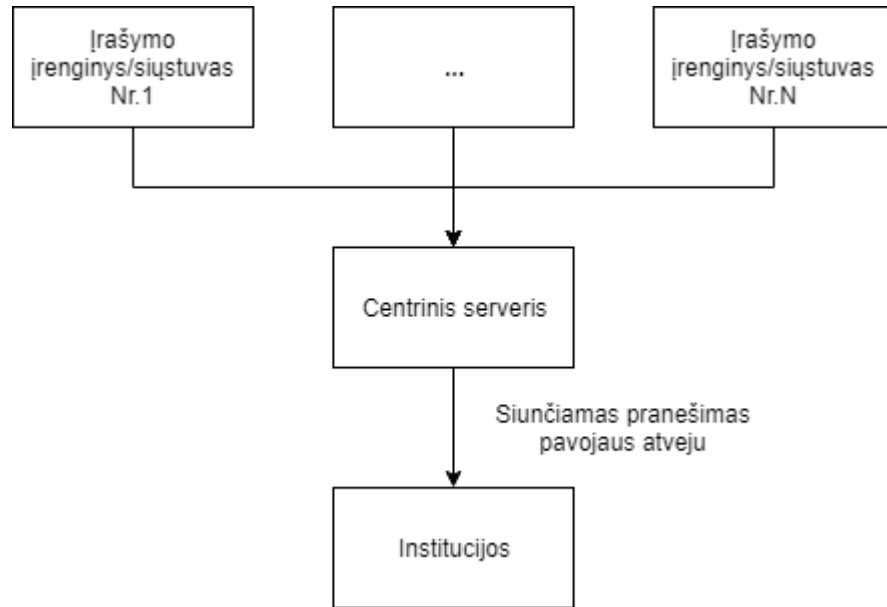 Įrašymo
įrenginys/siųstuvas
Nr.1
...
Įrašymo
įrenginys/siųstuvas
Nr.N
Centrinis serveris
Siunčiamas pranešimas
pavojaus atveju
Institucijos